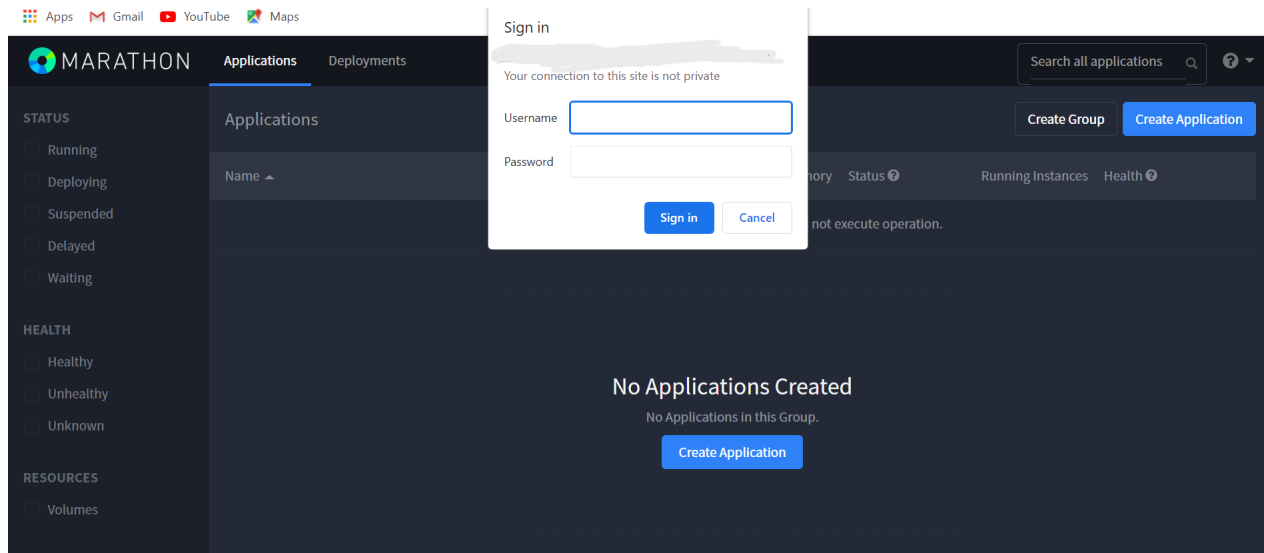 Apps Gmail YouTube Maps
Sign in
Your connection to this site is not private
Username
Password
Sign in Cancel
MARATHON Applications Deployments Search all applications
STATUS
Running
Deploying
Suspended
Delayed
Waiting
HEALTH
Healthy
Unhealthy
Unknown
RESOURCES
Volumes
Applications Create Group Create Application
Name Status Running Instances Health
not execute operation.
No Applications Created
No Applications in this Group.
Create Application